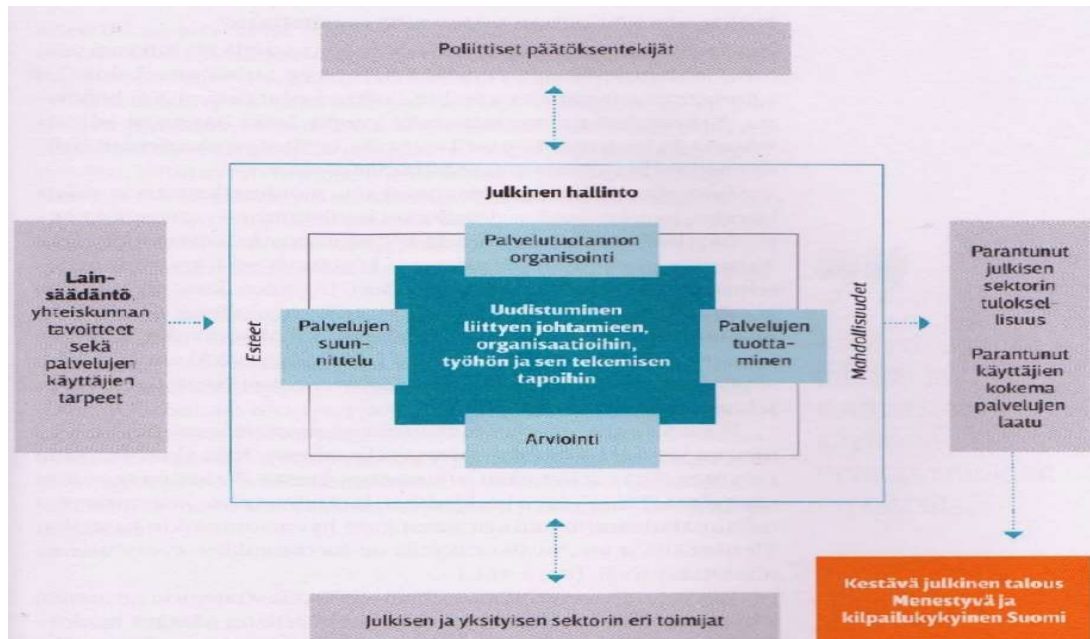 Poliittiset päätöksentekijät
Julkinen hallinto
Lain-
säädäntö
yhteiskunnan
tavoitteet
sekä
palvelujen
käyttäjien
tarpeet
Esteet
Palvelutuotannon
organisointi
Palvelujen
suun-
nittelu
Uudistuminen
liittyen johtamieen,
organisaatioihin,
työhön ja sen tekemisen
tapoihin
Palvelujen
tuotta-
minen
Arviointi
Mahdollisuudet
Parantunut
julkisen
sektorin
tuloksel-
lisuus
Parantunut
käyttäjien
kokema
palvelujen
laatu
Julkisen ja yksityisen sektorin eri toimijat
Kestävä julkinen talous
Menestyvä ja
kilpailukykyinen Suomi